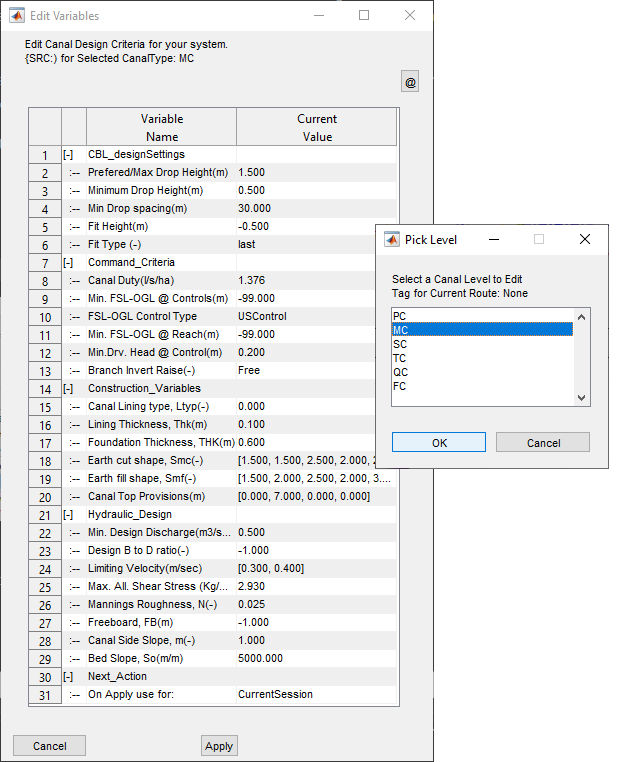 Edit Variables
Edit Canal Design Criteria for your system.
{SRC:) for Selected CanalType: MC
@
Variable Name Current Value
1 [-] CBL_designSettings
2 :-- Prefered/Max Drop Height(m) 1.500
3 :-- Minimum Drop Height(m) 0.500
4 :-- Min Drop spacing(m) 30.000
5 :-- Fit Height(m) -0.500
6 :-- Fit Type (-) last
7 [-] Command_Criteria
8 :-- Canal Duty(l/s/ha) 1.376
9 :-- Min. FSL-OGL @ Controls(m) -99.000
10 :-- FSL-OGL Control Type USControl
11 :-- Min. FSL-OGL @ Reach(m) -99.000
12 :-- Min.Drv. Head @ Control(m) 0.200
13 :-- Branch Invert Raise(-) Free
14 [-] Construction_Variables
15 :-- Canal Lining type, Ltyp(-) 0.000
16 :-- Lining Thickness, Thk(m) 0.100
17 :-- Foundation Thickness, THK(m) 0.600
18 :-- Earth cut shape, Smc(-) [1.500, 1.500, 2.500, 2.000, 2
19 :-- Earth fill shape, Smf(-) [1.500, 2.000, 2.500, 2.000, 3....
20 :-- Canal Top Provisions(m) [0.000, 7.000, 0.000, 0.000]
21 [-] Hydraulic_Design
22 :-- Min. Design Discharge(m3/s... 0.500
23 :-- Design B to D ratio(-) -1.000
24 :-- Limiting Velocity(m/sec) [0.300, 0.400]
25 :-- Max. All. Shear Stress (Kg/... 2.930
26 :-- Mannings Roughness, N(-) 0.025
27 :-- Freeboard, FB(m) -1.000
28 :-- Canal Side Slope, m(-) 1.000
29 :-- Bed Slope, So(m/m) 5000.000
30 [-] Next_Action
31 :-- On Apply use for: CurrentSession
Cancel Apply
Pick Level
Select a Canal Level to Edit
Tag for Current Route: None
PC
MC
SC
TC
QC
FC
OK Cancel